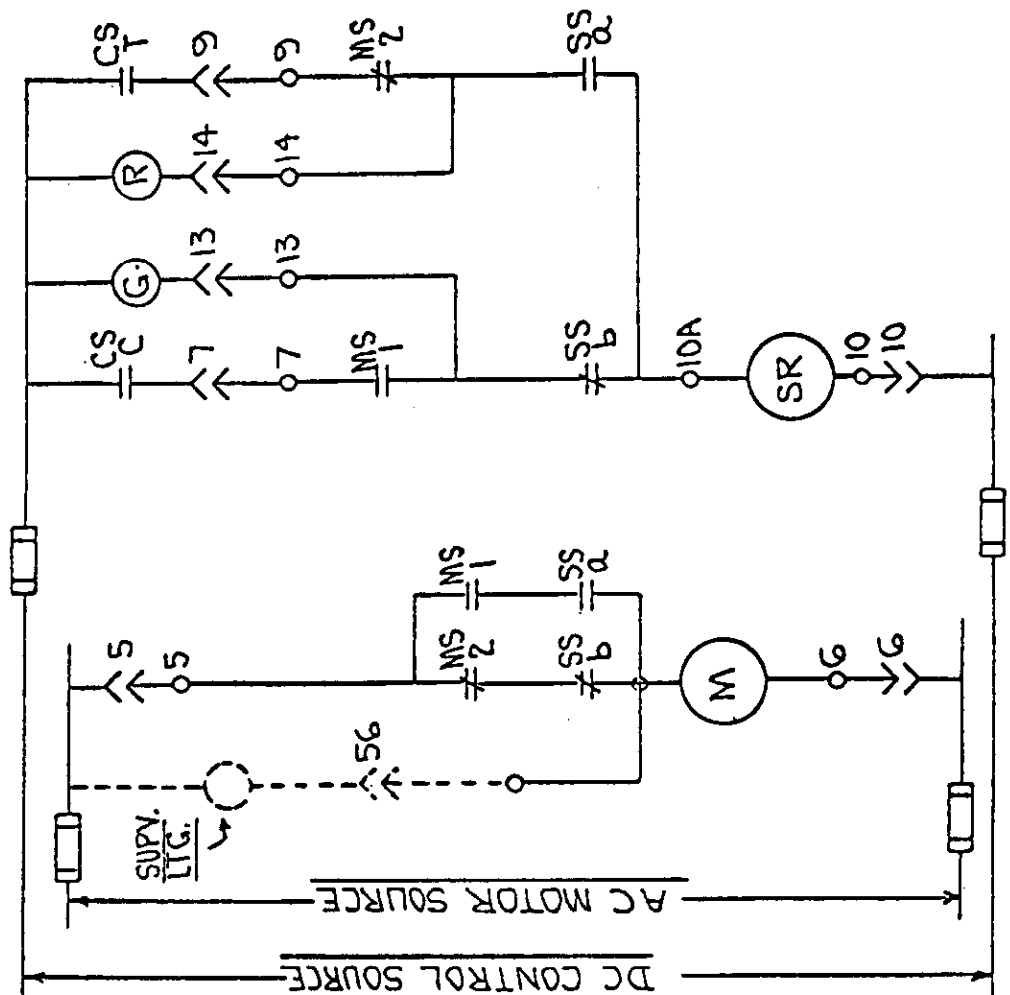 CS
T
9
9
MS
2
SS
a
R
14
14
G.
13
13
CS
C
7
7
MS
1
SS
b
10A
SR
10
10
5
5
MS
1
SS
a
MS
2
SS
b
M
6
6
56
SUPV.
LTG.
AC MOTOR SOURCE
DC CONTROL SOURCE